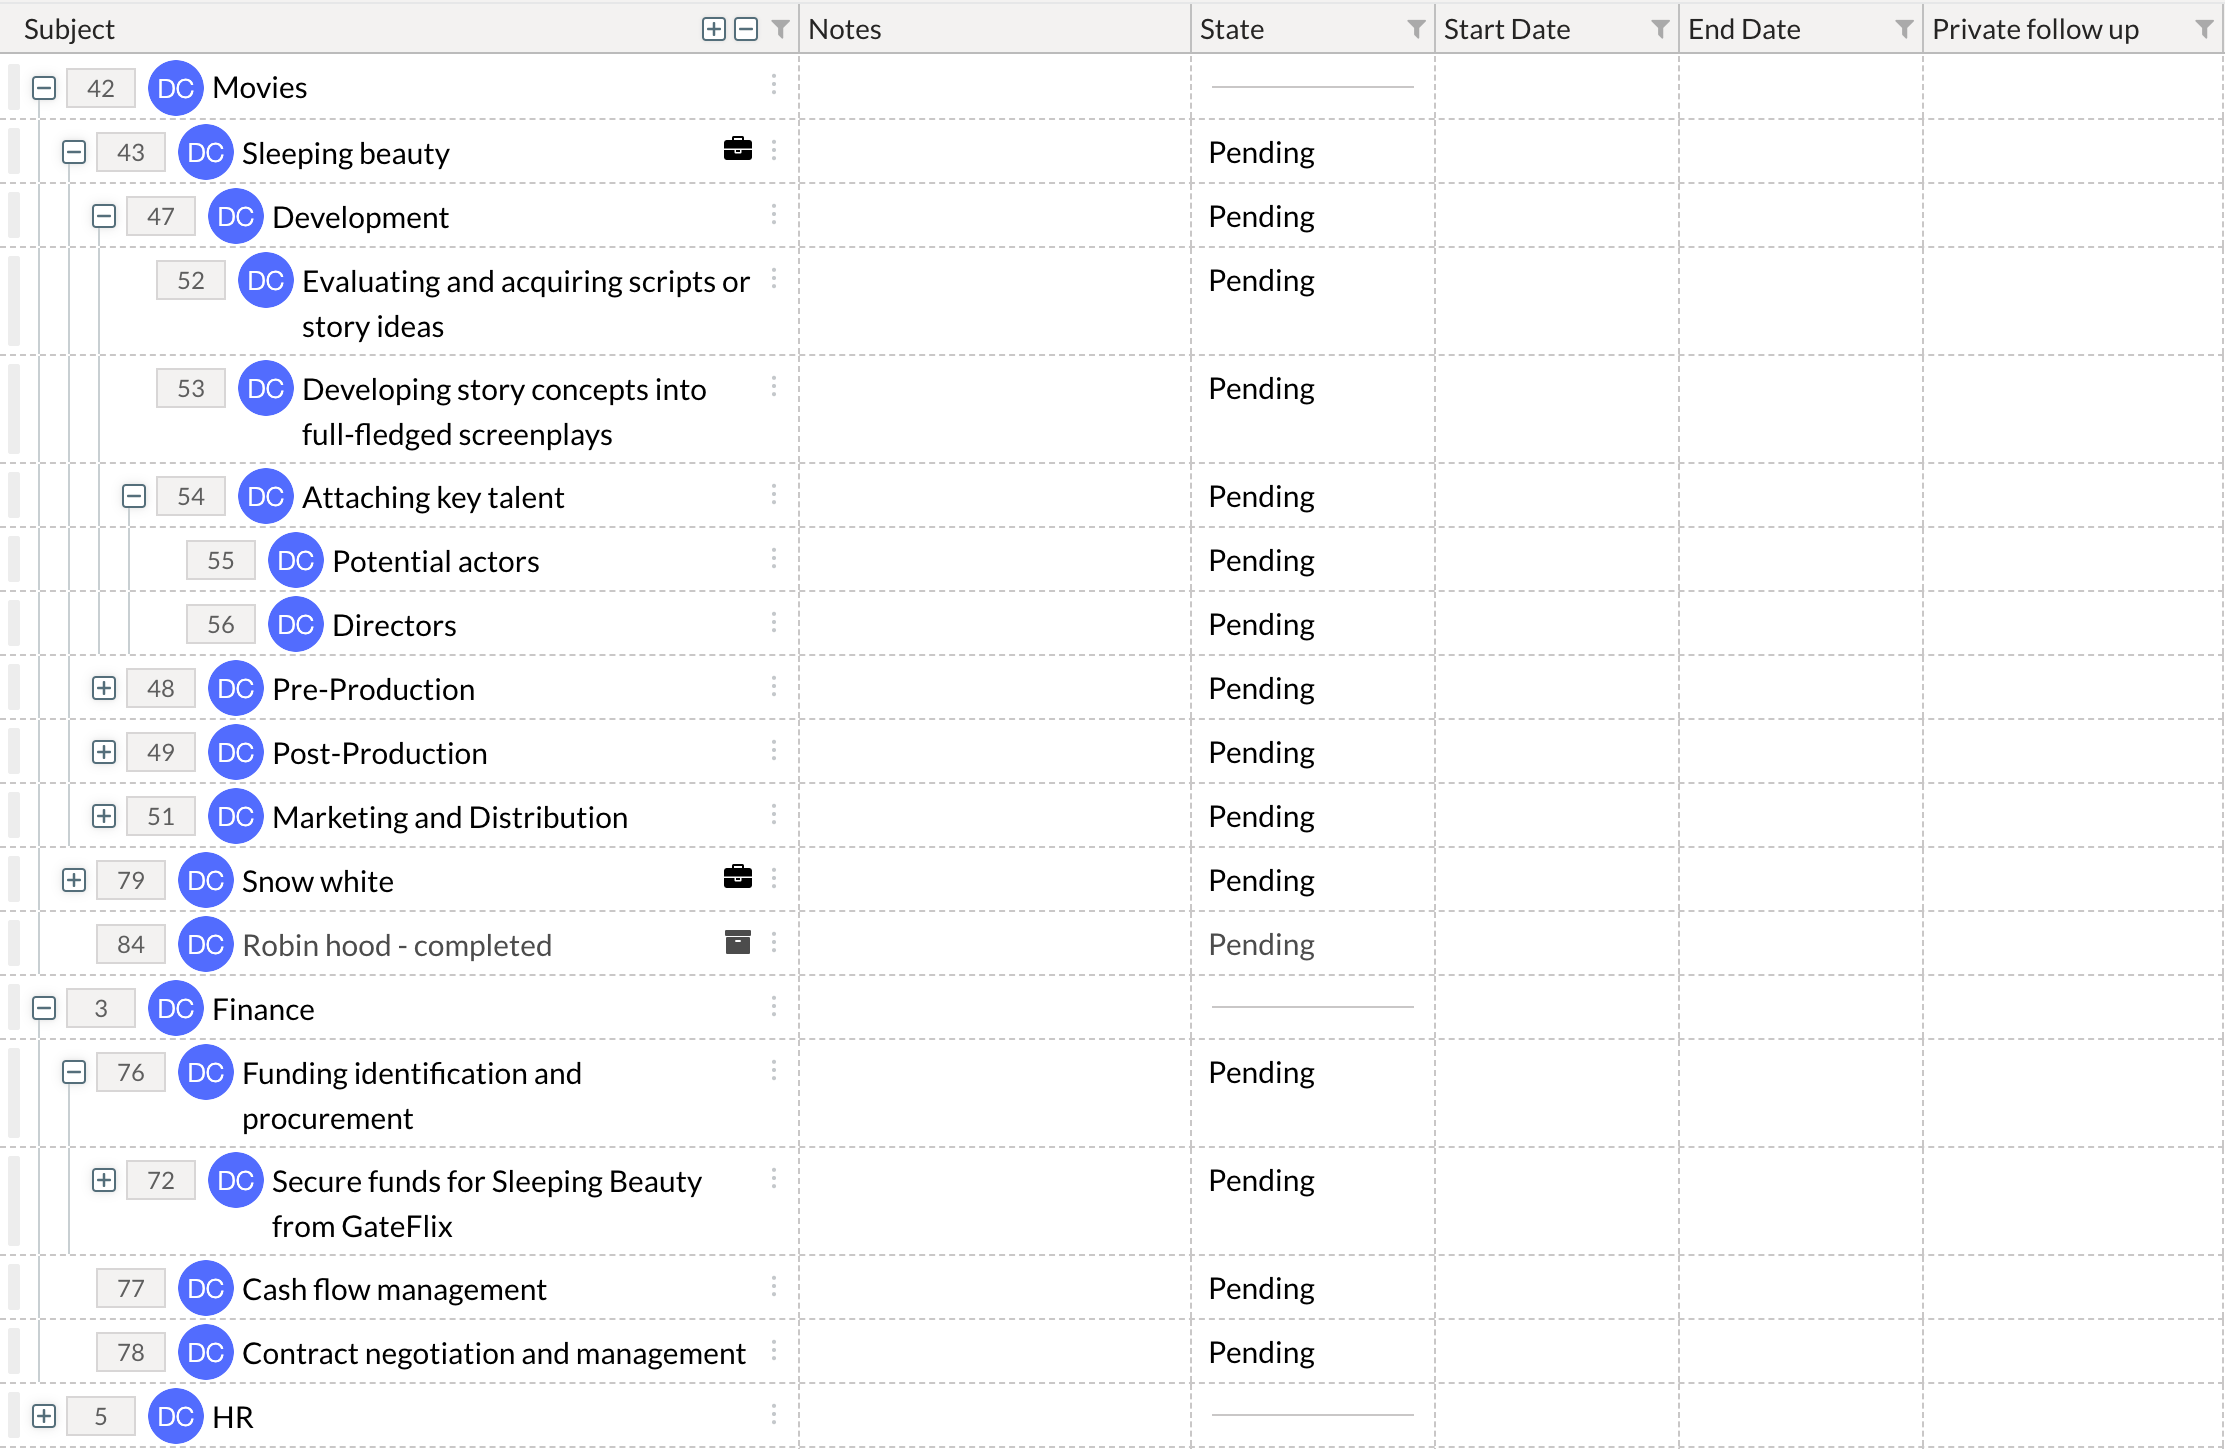 Subject Notes State Start Date End Date Private follow up
42 DC Movies
43 DC Sleeping beauty Pending
47 DC Development Pending
52 DC Evaluating and acquiring scripts or Pending
story ideas
53 DC Developing story concepts into Pending
full-fledged screenplays
54 DC Attaching key talent Pending
55 DC Potential actors Pending
56 DC Directors Pending
48 DC Pre-Production Pending
49 DC Post-Production Pending
51 DC Marketing and Distribution Pending
79 DC Snow white Pending
84 DC Robin hood - completed Pending
3 DC Finance
76 DC Funding identification and Pending
procurement
72 DC Secure funds for Sleeping Beauty Pending
from GateFlix
77 DC Cash flow management Pending
78 DC Contract negotiation and management Pending
5 DC HR